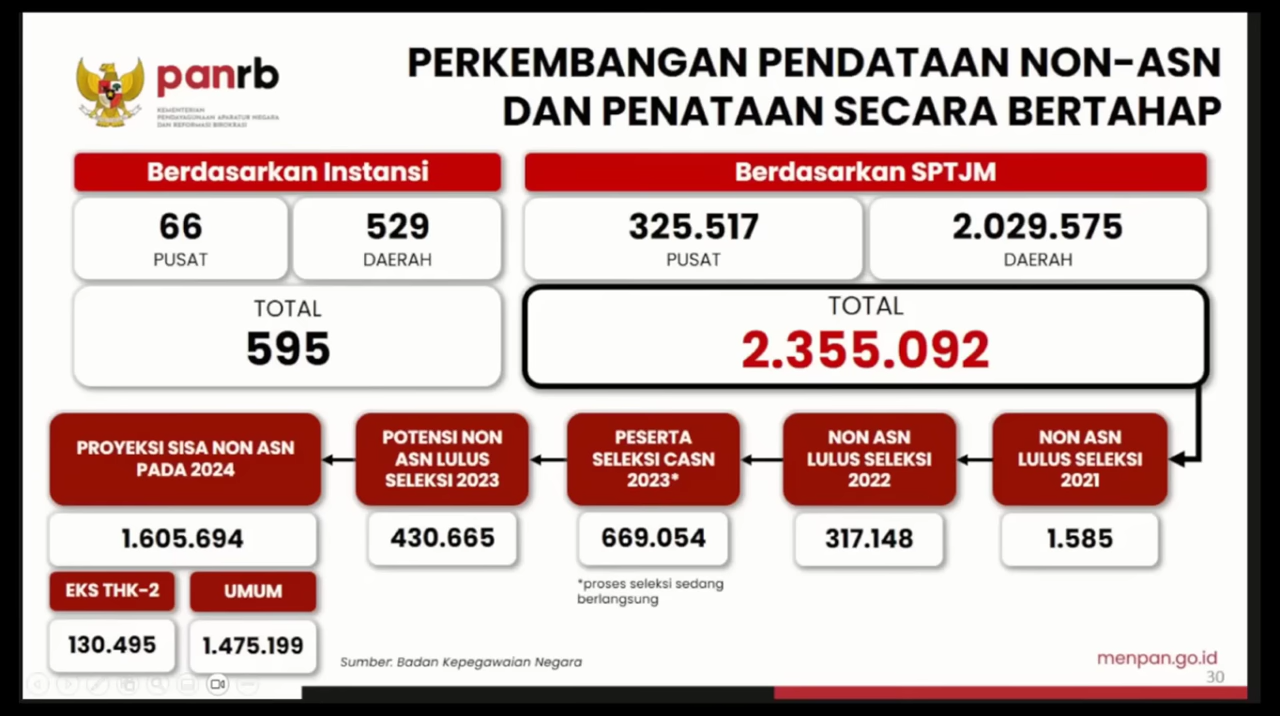 panrb
KEMENTERIAN
PENDAYAGUNAAN APARATUR NEGARA
DAN REFORMASI BIROKRASI
PERKEMBANGAN PENDATAAN NON-ASN
DAN PENATAAN SECARA BERTAHAP
Berdasarkan Instansi
66
PUSAT
529
DAERAH
TOTAL
595
Berdasarkan SPTJM
325.517
PUSAT
2.029.575
DAERAH
TOTAL
2.355.092
PROYEKSI SISA NON ASN
PADA 2024
1.605.694
EKS THK-2
130.495
UMUM
1.475.199
POTENSI NON
ASN LULUS
SELEKSI 2023
430.665
PESERTA
SELEKSI CASN
2023*
669.054
*proses seleksi sedang
berlangsung
NON ASN
LULUS SELEKSI
2022
317.148
NON ASN
LULUS SELEKSI
2021
1.585
Sumber: Badan Kepegawaian Negara
menpan.go.id
30